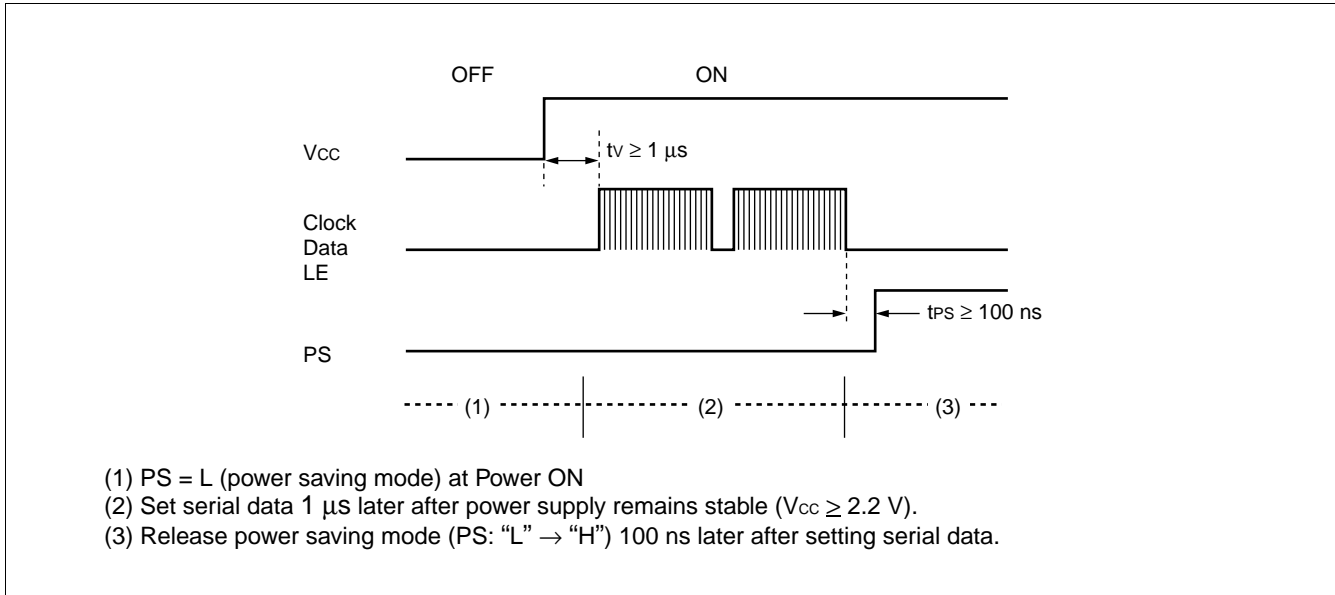 OFF ON
VCC
tV ≥ 1 μs
Clock
Data
LE
tPS ≥ 100 ns
PS
(1) (2) (3)
(1) PS = L (power saving mode) at Power ON
(2) Set serial data 1 μs later after power supply remains stable (VCC ≥ 2.2 V).
(3) Release power saving mode (PS: “L” → “H”) 100 ns later after setting serial data.